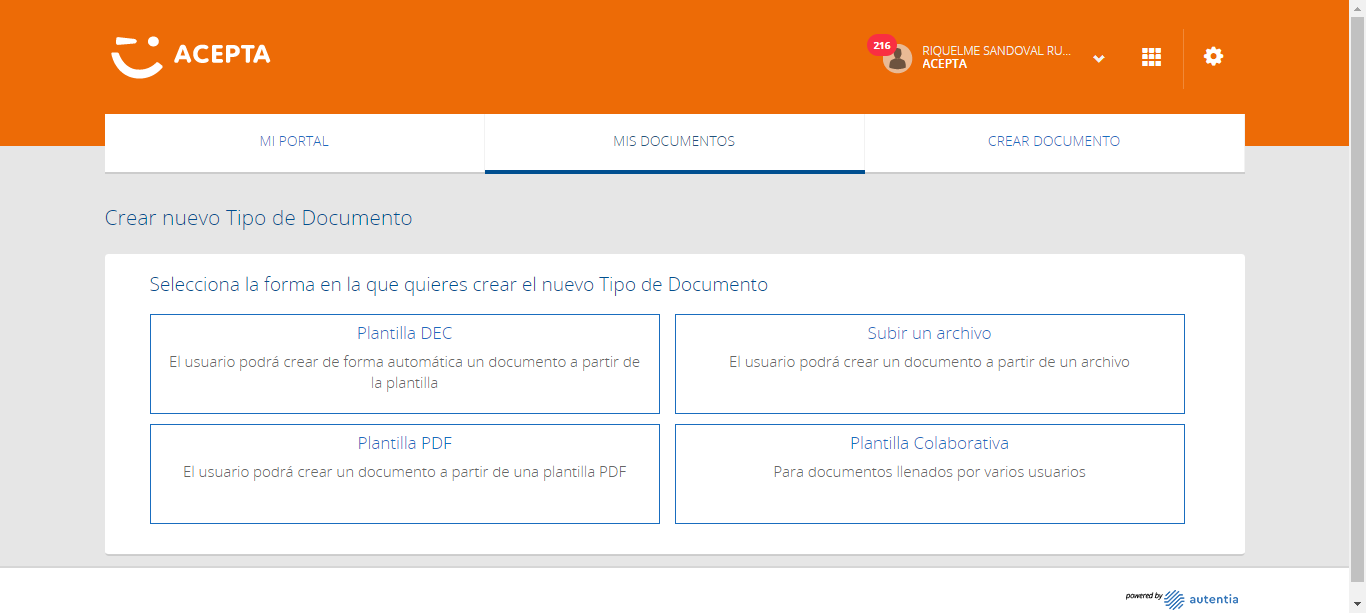 ACEPTA
216
RIQUELME SANDOVAL RU...
ACEPTA
MI PORTAL
MIS DOCUMENTOS
CREAR DOCUMENTO
Crear nuevo Tipo de Documento
Selecciona la forma en la que quieres crear el nuevo Tipo de Documento
Plantilla DEC
El usuario podrá crear de forma automática un documento a partir de
la plantilla
Subir un archivo
El usuario podrá crear un documento a partir de un archivo
Plantilla PDF
El usuario podrá crear un documento a partir de una plantilla PDF
Plantilla Colaborativa
Para documentos llenados por varios usuarios
powered by autentia